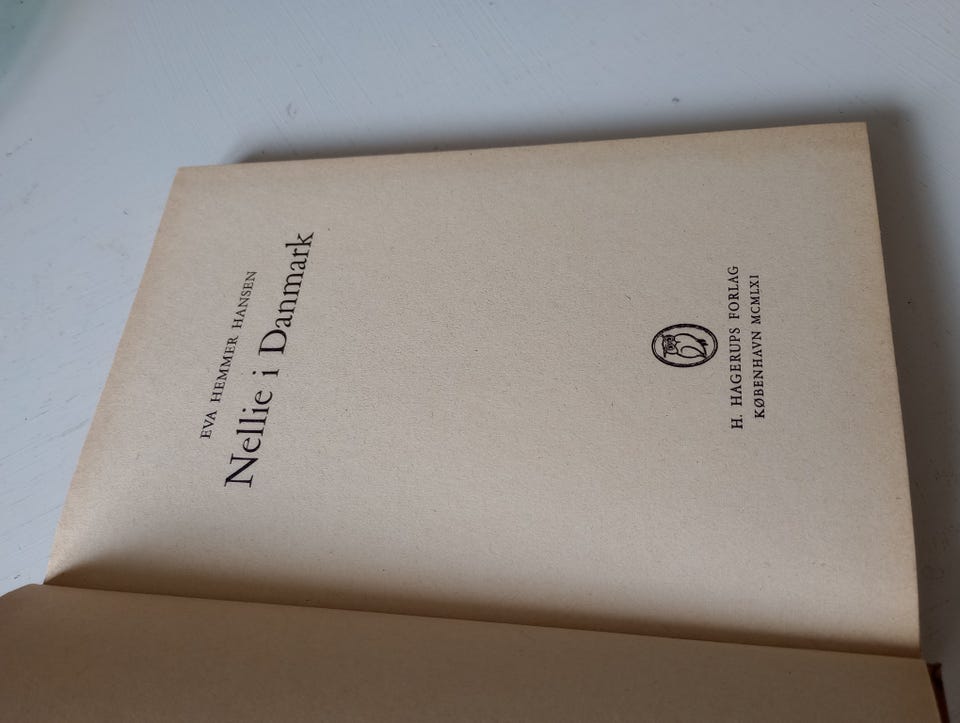 EVA HEMMER HANSEN
Nellie i Danmark
H. HAGERUPS FORLAG
KØBENHAVN MCMLXI